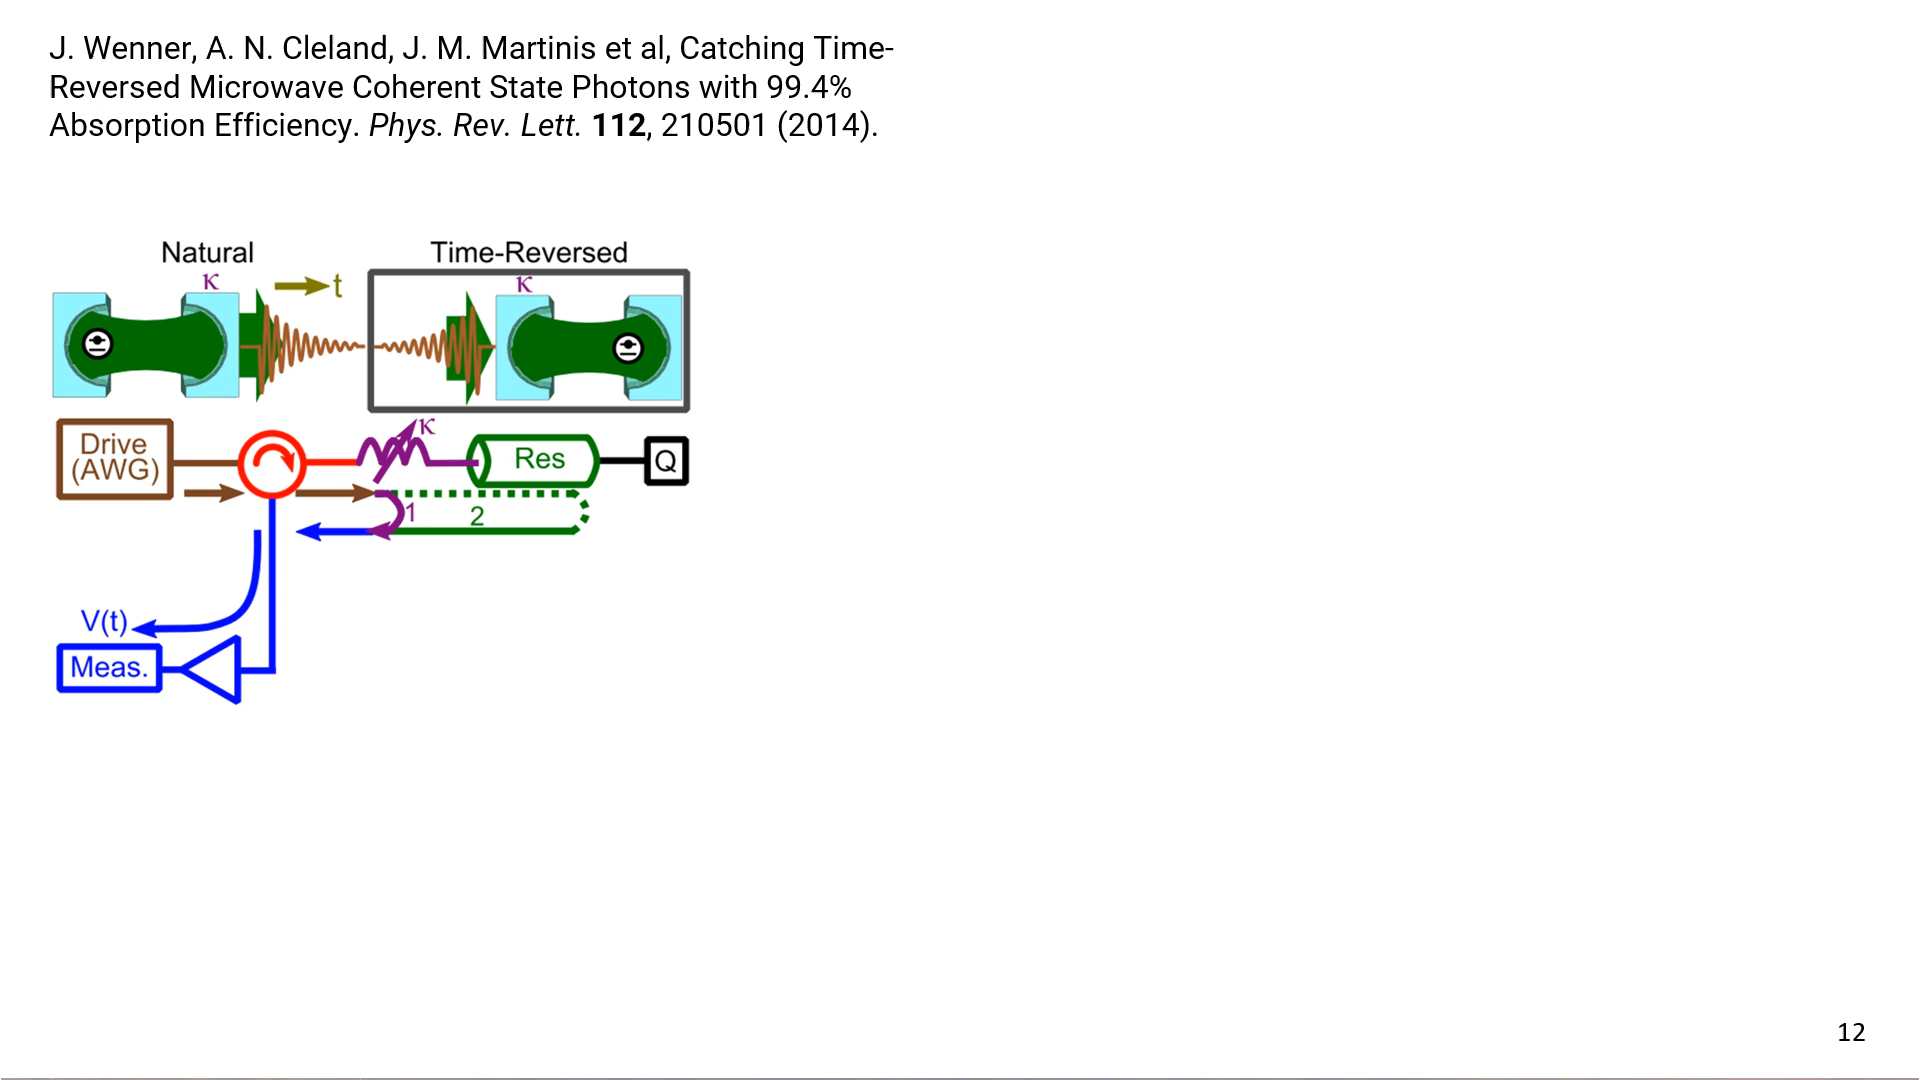 J. Wenner, A. N. Cleland, J. M. Martinis et al, Catching Time-
Reversed Microwave Coherent State Photons with 99.4%
Absorption Efficiency. Phys. Rev. Lett. 112, 210501 (2014).
Natural
Time-Reversed
κ
t
κ
Drive
(AWG)
κ
Res
Q
1
2
V(t)
Meas.
12